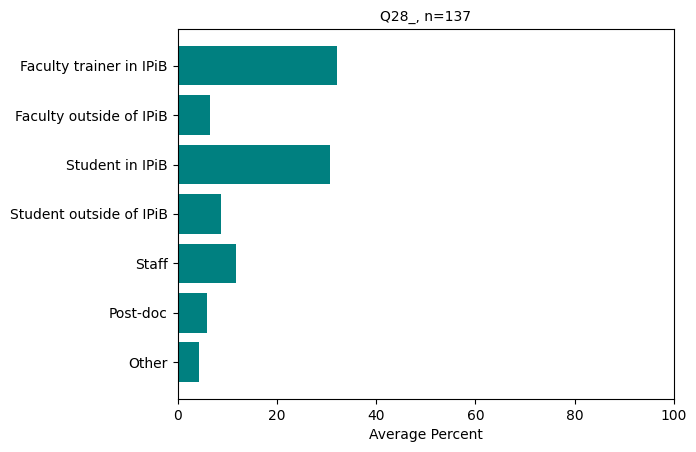 Q28_, n=137
Faculty trainer in IPiB
Faculty outside of IPiB
Student in IPiB
Student outside of IPiB
Staff
Post-doc
Other
0 20 40 60 80 100
Average Percent